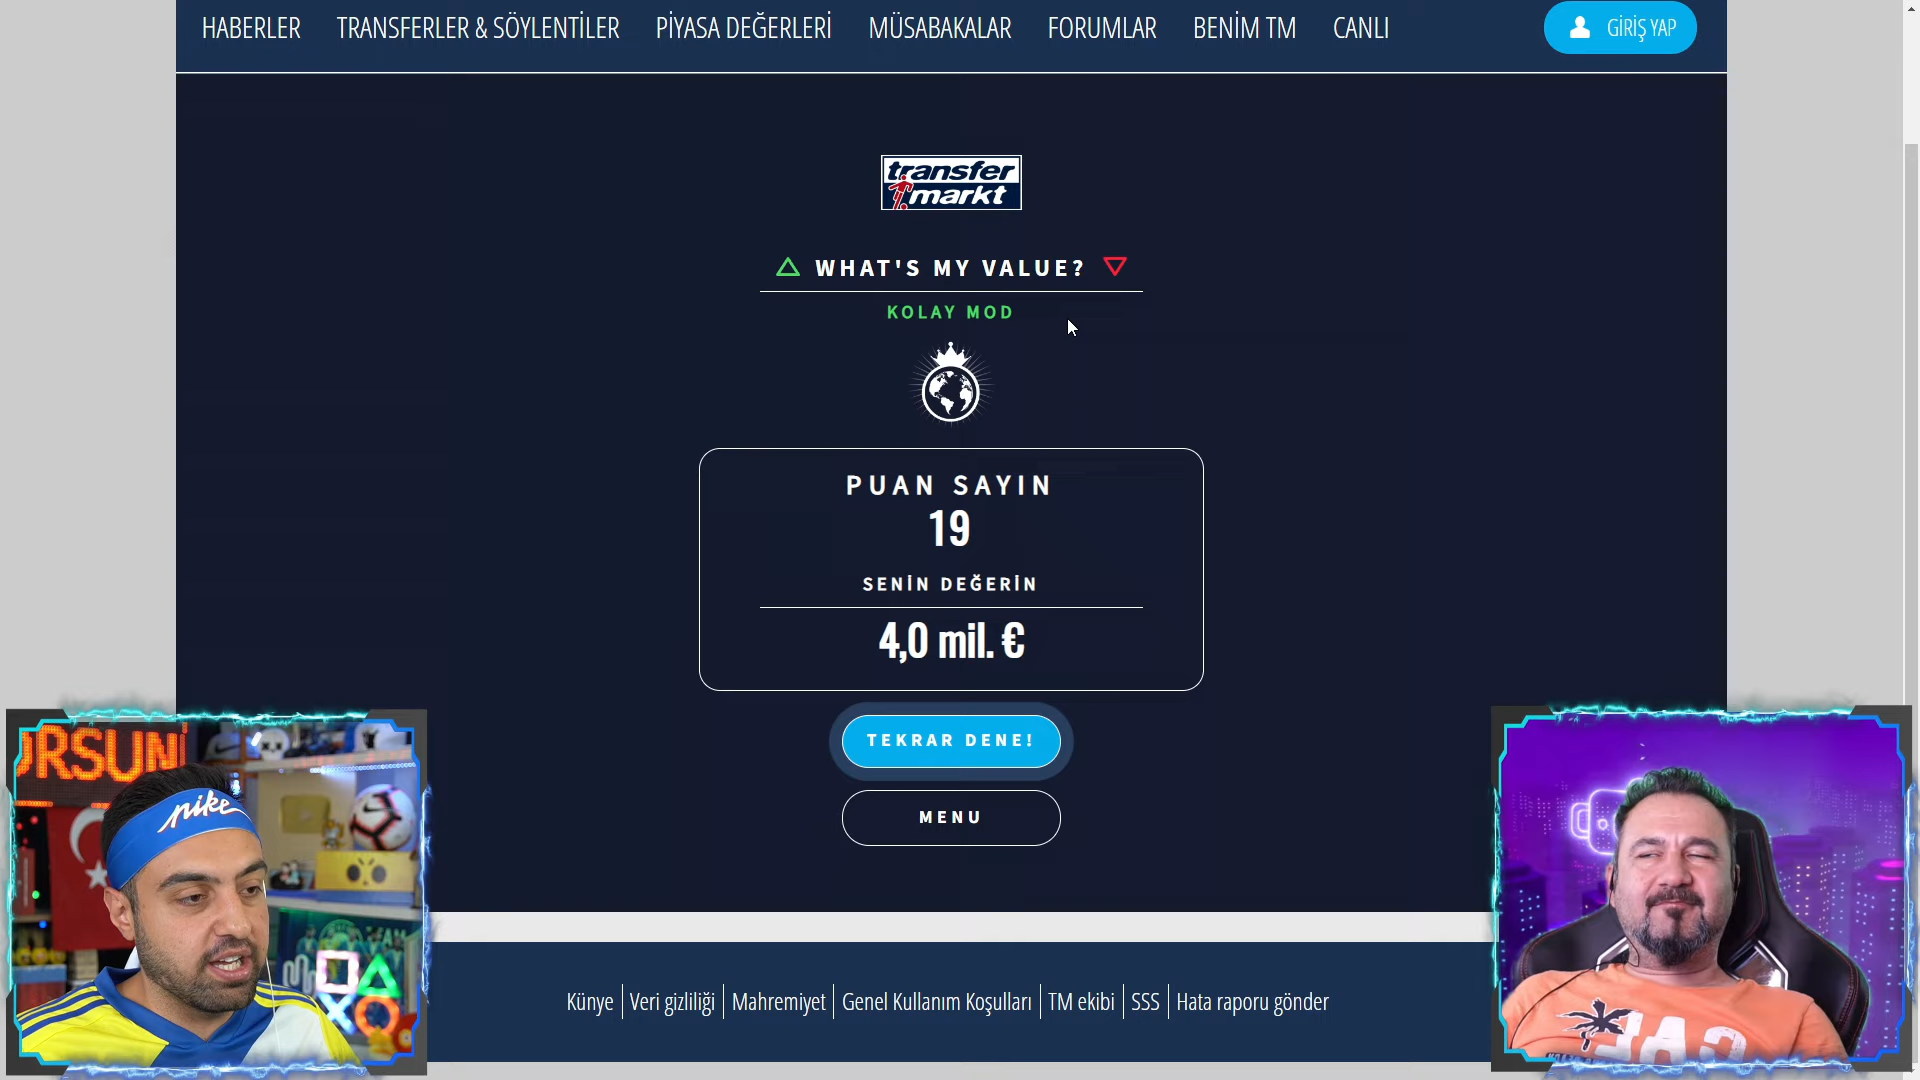 HABERLER TRANSFERLER & SÖYLENTİLER PİYASA DEĞERLERİ MÜSABAKALAR FORUMLAR BENİM TM CANLI GİRİŞ YAP
transfer
markt
WHAT'S MY VALUE?
KOLAY MOD
PUAN SAYIN
19
SENİN DEĞERİN
4,0 mil. €
TEKRAR DENE!
MENU
Künye Veri gizliliği Mahremiyet Genel Kullanım Koşulları TM ekibi SSS Hata raporu gönder
nike